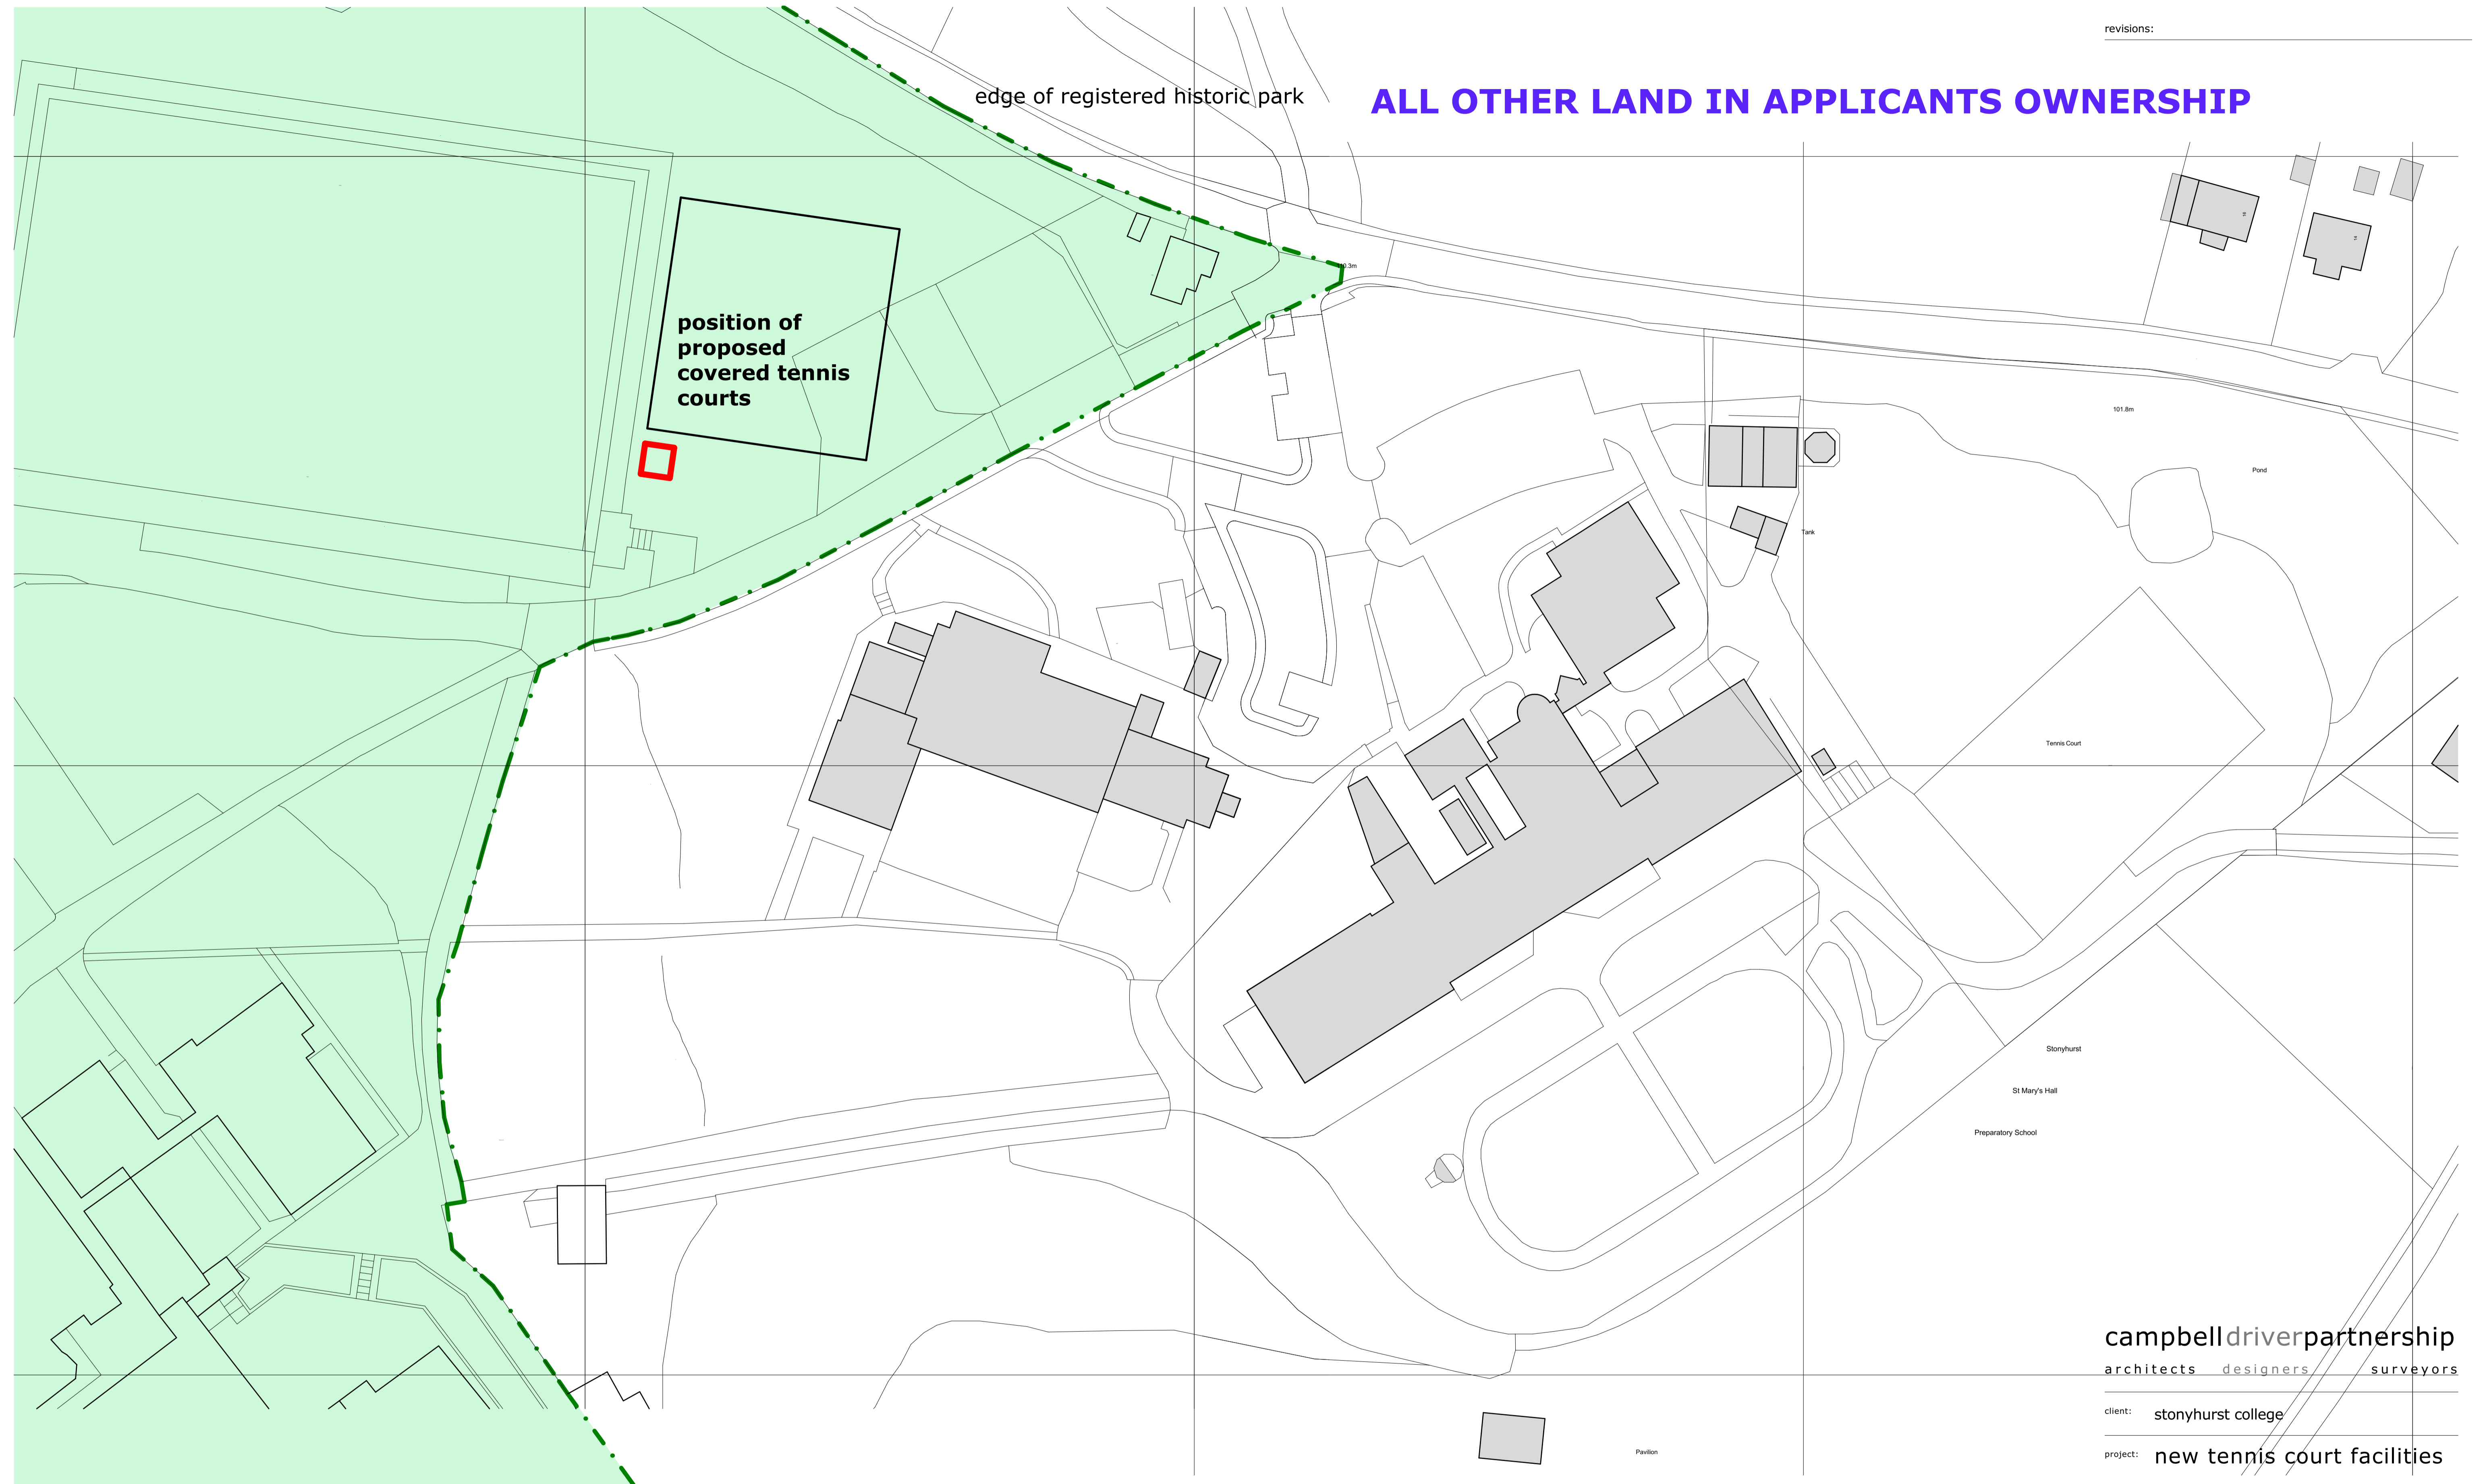 revisions:
edge of registered historic park
ALL OTHER LAND IN APPLICANTS OWNERSHIP
position of
proposed
covered tennis
courts
101.8m
Pond
Tank
Tennis Court
Stonyhurst
St Mary's Hall
Preparatory School
campbelldriverpartnership
architects designers surveyors
client: stonyhurst college
project: new tennis court facilities
Pavilion